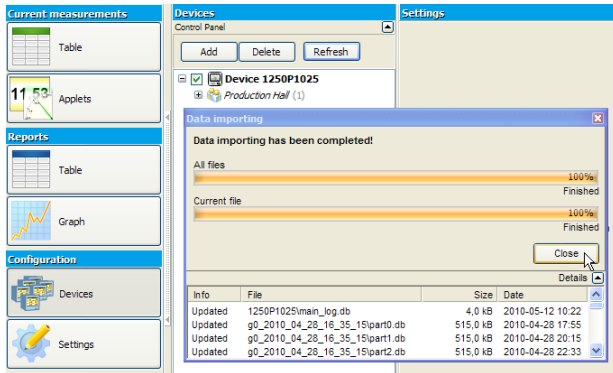 Current measurements
Table
11 53
Applets
Reports
Table
Graph
Configuration
Devices
Settings
Devices
Control Panel
Add Delete Refresh
Device 1250P1025
Production Hall (1)
Settings
Data importing
Data importing has been completed!
All files
100%
Finished
Current file
100%
Finished
Close
Details
Info File Size Date
Updated 1250P1025\main_log.db 4,0 kB 2010-05-12 10:22
Updated g0_2010_04_28_16_35_15\part0.db 515,0 kB 2010-04-28 17:55
Updated g0_2010_04_28_16_35_15\part1.db 515,0 kB 2010-04-28 20:15
Updated g0_2010_04_28_16_35_15\part2.db 515,0 kB 2010-04-28 22:33